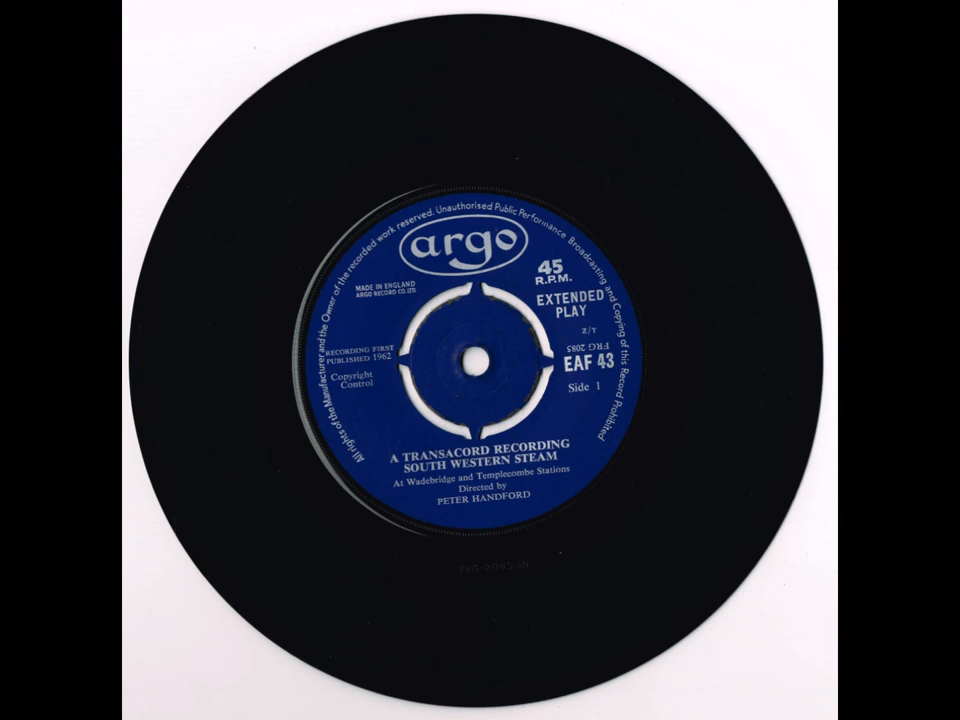 All rights of the Manufacturer and the Owner of the recorded work reserved. Unauthorised Public Performance Broadcasting and Copying of this Record Prohibited
argo
MADE IN ENGLAND
ARGO RECORD CO. LTD.
45
R.P.M.
EXTENDED
PLAY
Z/T
FRG 2085
EAF 43
Side 1
RECORDING FIRST
PUBLISHED 1962
Copyright
Control
A TRANSACORD RECORDING
SOUTH WESTERN STEAM
At Wadebridge and Templecombe Stations
Directed by
PETER HANDFORD
FRG-2085-1N